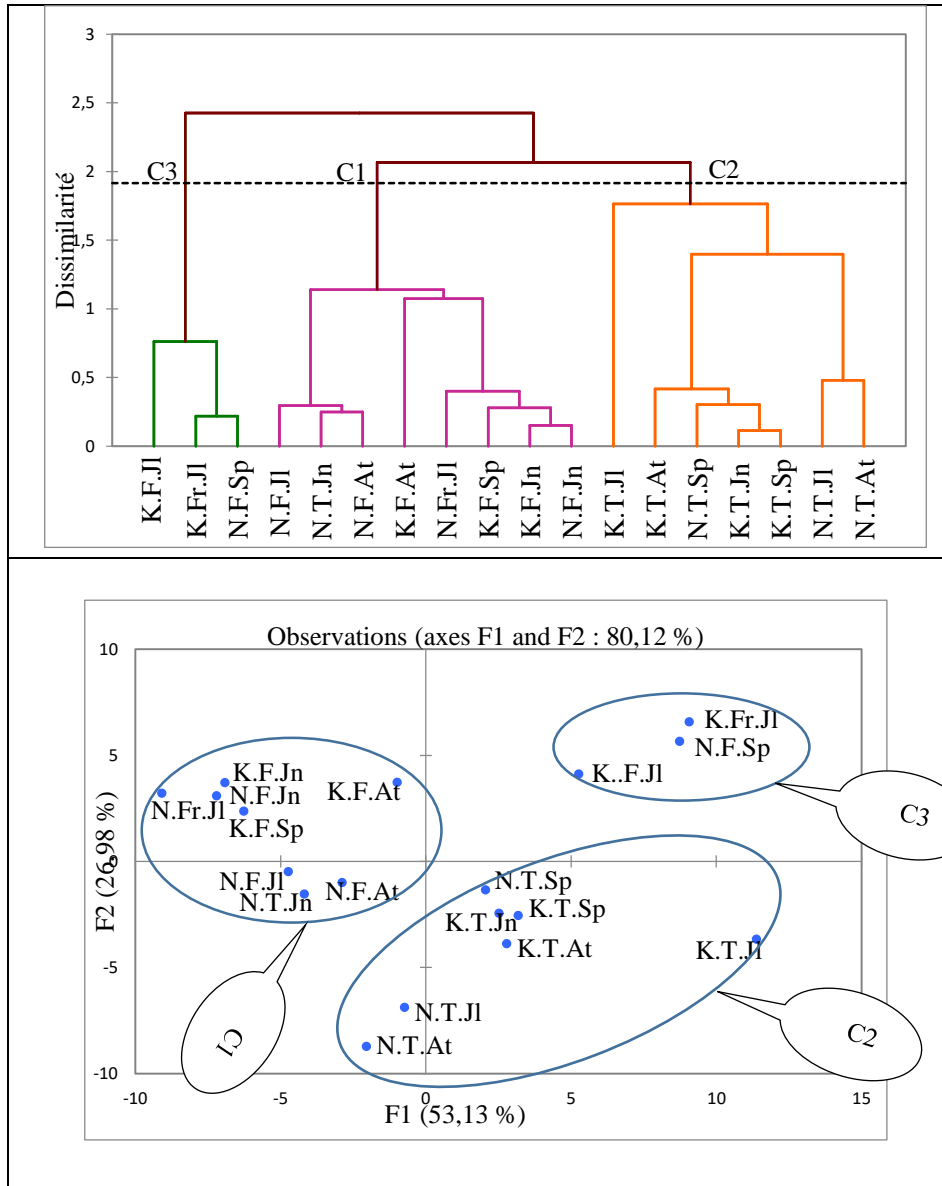 3
2,5
2
1,5
1
0,5
0
Dissimilarité
C3
C1
C2
K.F.Jl
K.Fr.Jl
N.F.Sp
N.F.Jl
N.T.Jn
N.F.At
K.F.At
N.Fr.Jl
K.F.Sp
K.F.Jn
N.F.Jn
K.T.Jl
K.T.At
N.T.Sp
K.T.Jn
K.T.Sp
N.T.Jl
N.T.At
Observations (axes F1 and F2 : 80,12 %)
10
5
0
-5
-10
F2 (26,98 %)
K.Fr.Jl
N.F.Sp
K..F.Jl
K.F.Jn
K.F.At
N.Fr.Jl
N.F.Jn
K.F.Sp
C3
N.F.Jl
N.F.At
N.T.Jn
N.T.Sp
K.T.Sp
K.T.Jn
K.T.At
K.T.Jl
N.T.Jl
N.T.At
C1
C2
-10
-5
0
5
10
15
F1 (53,13 %)